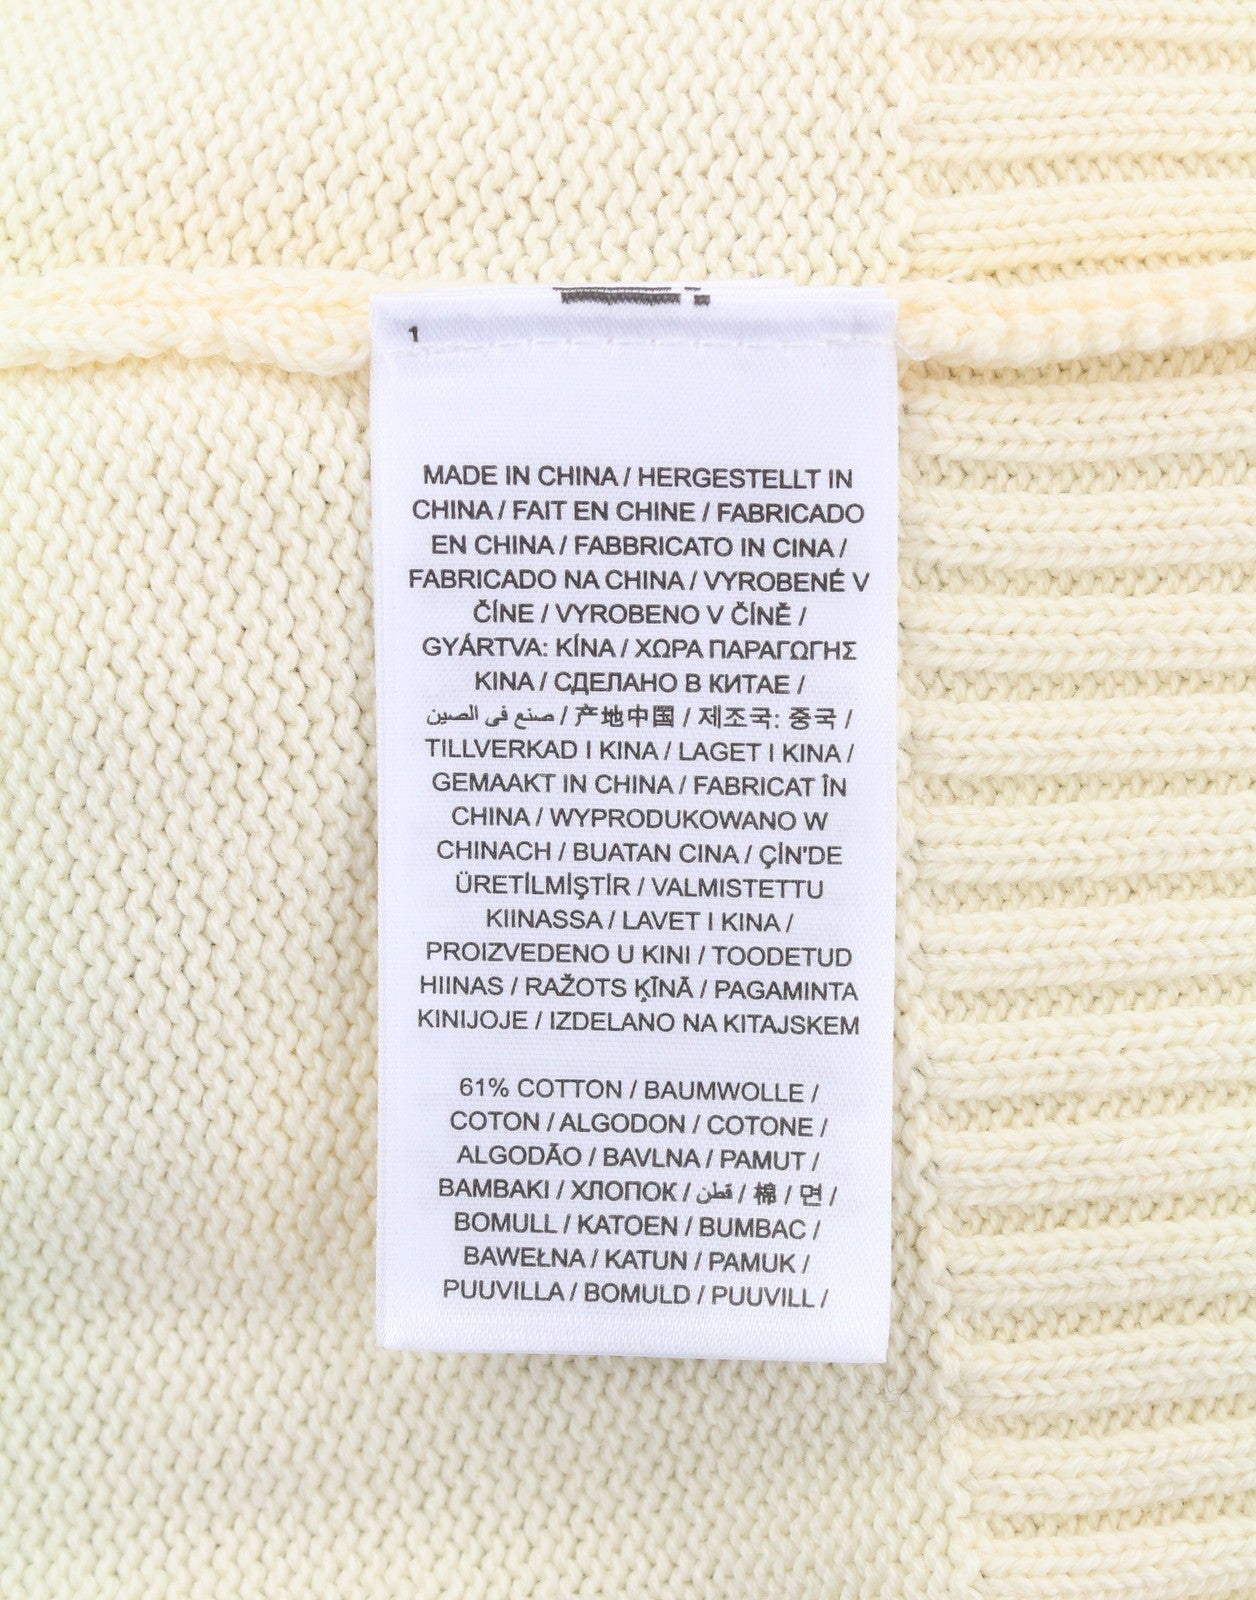 1
MADE IN CHINA / HERGESTELLT IN
CHINA / FAIT EN CHINE / FABRICADO
EN CHINA / FABBRICATO IN CINA /
FABRICADO NA CHINA / VYROBENÉ V
ČÍNE / VYROBENO V ČÍNĚ /
GYÁRTVA: KÍNA / ΧΩΡΑ ΠΑΡΑΓΩΓΗΣ
ΚΙΝΑ / СДЕЛАНО В КИТАЕ /
صنع في الصين / 产地中国 / 제조국: 중국 /
TILLVERKAD I KINA / LAGET I KINA /
GEMAAKT IN CHINA / FABRICAT ÎN
CHINA / WYPRODUKOWANO W
CHINACH / BUATAN CINA / ÇİN'DE
ÜRETİLMİŞTİR / VALMISTETTU
KIINASSA / LAVET I KINA /
PROIZVEDENO U KINI / TOODETUD
HIINAS / RAŽOTS ĶĪNĀ / PAGAMINTA
KINIJOJE / IZDELANO NA KITAJSKEM
61% COTTON / BAUMWOLLE /
COTON / ALGODON / COTONE /
ALGODÃO / BAVLNA / PAMUT /
ΒΑΜΒΑΚΙ / ХЛОПОК / قطن / 棉 / 면 /
BOMULL / KATOEN / BUMBAC /
BAWEŁNA / KATUN / PAMUK /
PUUVILLA / BOMULD / PUUVILL /